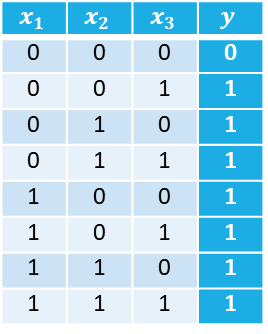 x₁ x₂ x₃ y
0 0 0 0
0 0 1 1
0 1 0 1
0 1 1 1
1 0 0 1
1 0 1 1
1 1 0 1
1 1 1 1